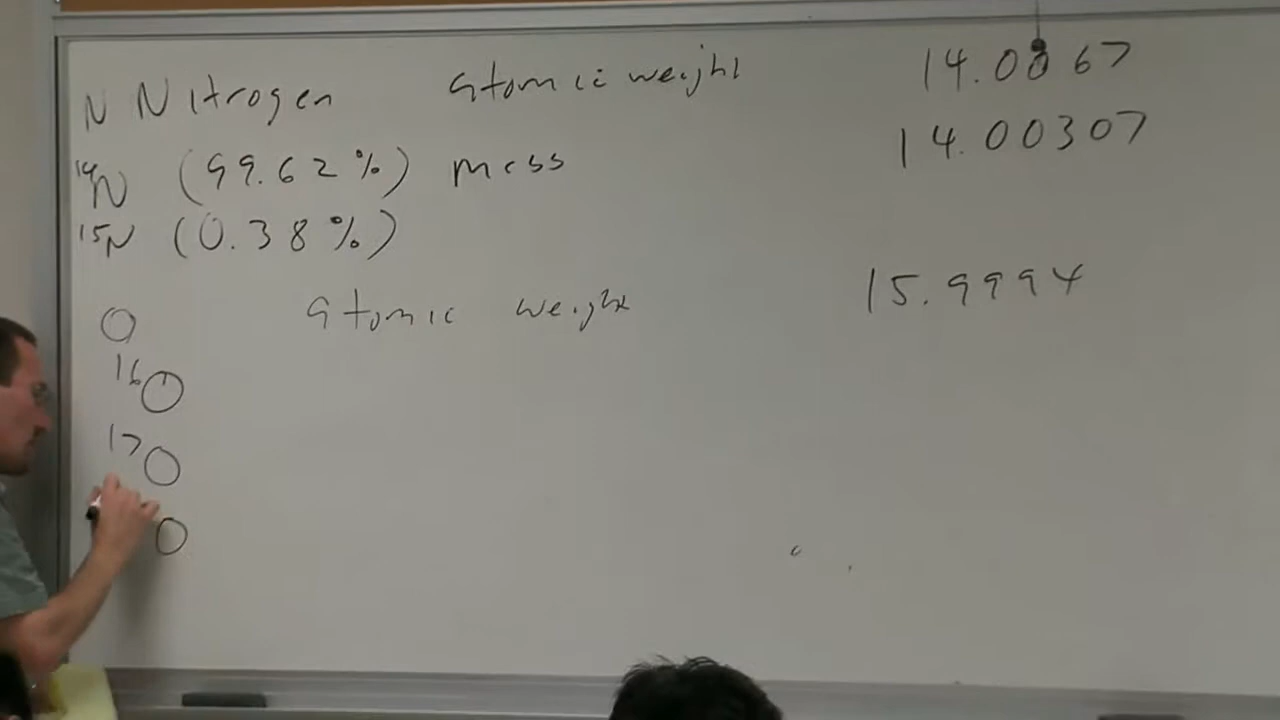 N Nitrogen atomic weight 14.0067
14N (99.62%) mass 14.00307
15N (0.38%)
O atomic weight 15.9994
16O
17O
O